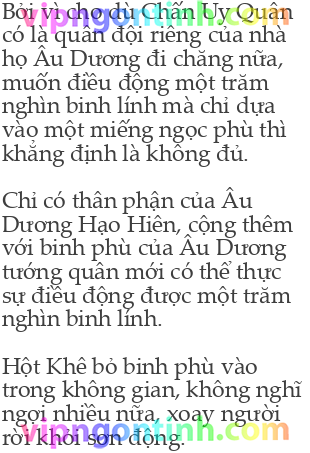 Bởi vì cho dù Chấn Uy Quân
có là quân đội riêng của nhà
họ Âu Dương đi chăng nữa,
muốn điều động một trăm
nghìn binh lính mà chỉ dựa
vào một miếng ngọc phù thì
khẳng định là không đủ.
Chỉ có thân phận của Âu
Dương Hạo Hiên, cộng thêm
với binh phù của Âu Dương
tướng quân mới có thể thực
sự điều động được một trăm
nghìn binh lính.
Hột Khê bỏ binh phù vào
trong không gian, không nghĩ
ngợi nhiều nữa, xoay người
rời khỏi sơn động.
vipngontinh.com